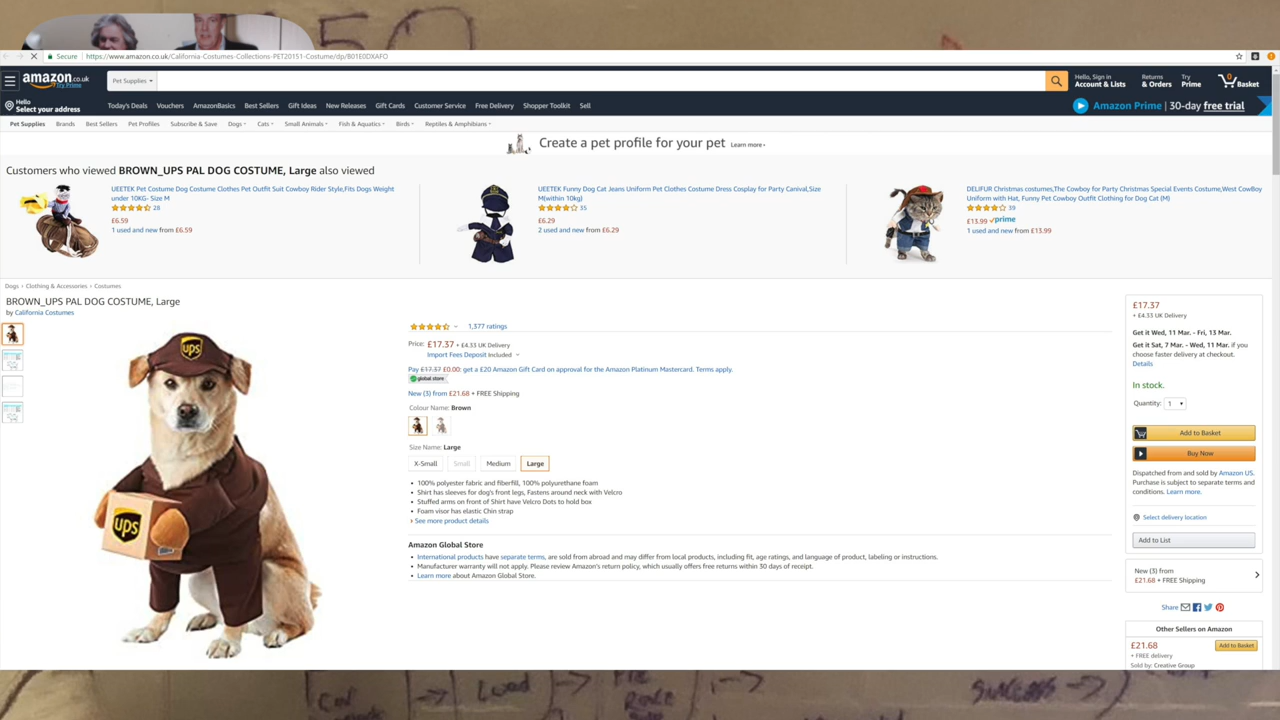 Secure
https://www.amazon.co.uk/California-Costumes-Collections-PET20151-Costume/dp/B01E0DXAFO
amazon.co.uk
Try Prime
Pet Supplies
Hello, Sign in
Account & Lists
Returns
& Orders
Try
Prime
0
Basket
Hello
Select your address
Today's Deals Vouchers AmazonBasics Best Sellers Gift Ideas New Releases Gift Cards Customer Service Free Delivery Shopper Toolkit Sell
Amazon Prime | 30-day free trial
Pet Supplies Brands Best Sellers Pet Profiles Subscribe & Save Dogs Cats Small Animals Fish & Aquatics Birds Reptiles & Amphibians
Create a pet profile for your pet Learn more
Customers who viewed BROWN_UPS PAL DOG COSTUME, Large also viewed
UEETEK Pet Costume Dog Costume Clothes Pet Outfit Suit Cowboy Rider Style,Fits Dogs Weight
under 10KG- Size M
28
£6.59
1 used and new from £6.59
UEETEK Funny Dog Cat Jeans Uniform Pet Clothes Costume Dress Cosplay for Party Canival,Size
M(within 10kg)
35
£6.29
2 used and new from £6.29
DELIFUR Christmas costumes,The Cowboy for Party Christmas Special Events Costume,West CowBoy
Uniform with Hat, Funny Pet Cowboy Outfit Clothing for Dog Cat (M)
39
£13.99 prime
1 used and new from £13.99
Dogs › Clothing & Accessories › Costumes
BROWN_UPS PAL DOG COSTUME, Large
by California Costumes
ups
ups
1,377 ratings
Price: £17.37 + £4.33 UK Delivery
Import Fees Deposit Included
Pay £17.37 £0.00: get a £20 Amazon Gift Card on approval for the Amazon Platinum Mastercard. Terms apply.
global store
New (3) from £21.68 + FREE Shipping
Colour Name: Brown
Size Name: Large
X-Small Small Medium Large
• 100% polyester fabric and fiberfill, 100% polyurethane foam
• Shirt has sleeves for dog's front legs, Fastens around neck with Velcro
• Stuffed arms on front of Shirt have Velcro Dots to hold box
• Foam visor has elastic Chin strap
› See more product details
Amazon Global Store
• International products have separate terms, are sold from abroad and may differ from local products, including fit, age ratings, and language of product, labeling or instructions.
• Manufacturer warranty will not apply. Please review Amazon's return policy, which usually offers free returns within 30 days of receipt.
• Learn more about Amazon Global Store.
£17.37
+ £4.33 UK Delivery
Get it Wed, 11 Mar. - Fri, 13 Mar.
Get it Sat, 7 Mar. - Wed, 11 Mar. if you
choose faster delivery at checkout.
Details
In stock.
Quantity: 1
Add to Basket
Buy Now
Dispatched from and sold by Amazon US.
Purchase is subject to separate terms and
conditions. Learn more.
Select delivery location
Add to List
New (3) from
£21.68 + FREE Shipping
Share
Other Sellers on Amazon
£21.68
Add to Basket
+ FREE delivery
Sold by: Creative Group
Load